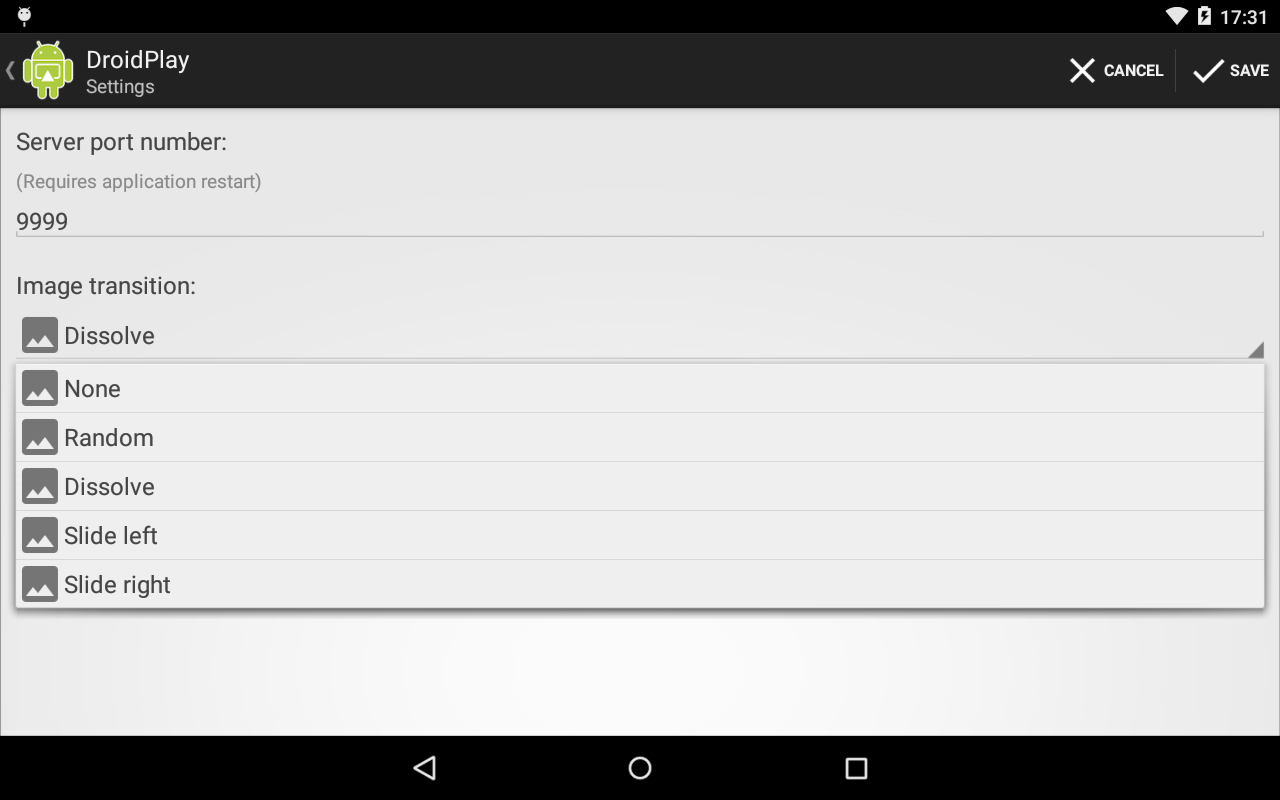 17:31
DroidPlay
Settings
CANCEL
SAVE
Server port number:
(Requires application restart)
9999
Image transition:
Dissolve
None
Random
Dissolve
Slide left
Slide right